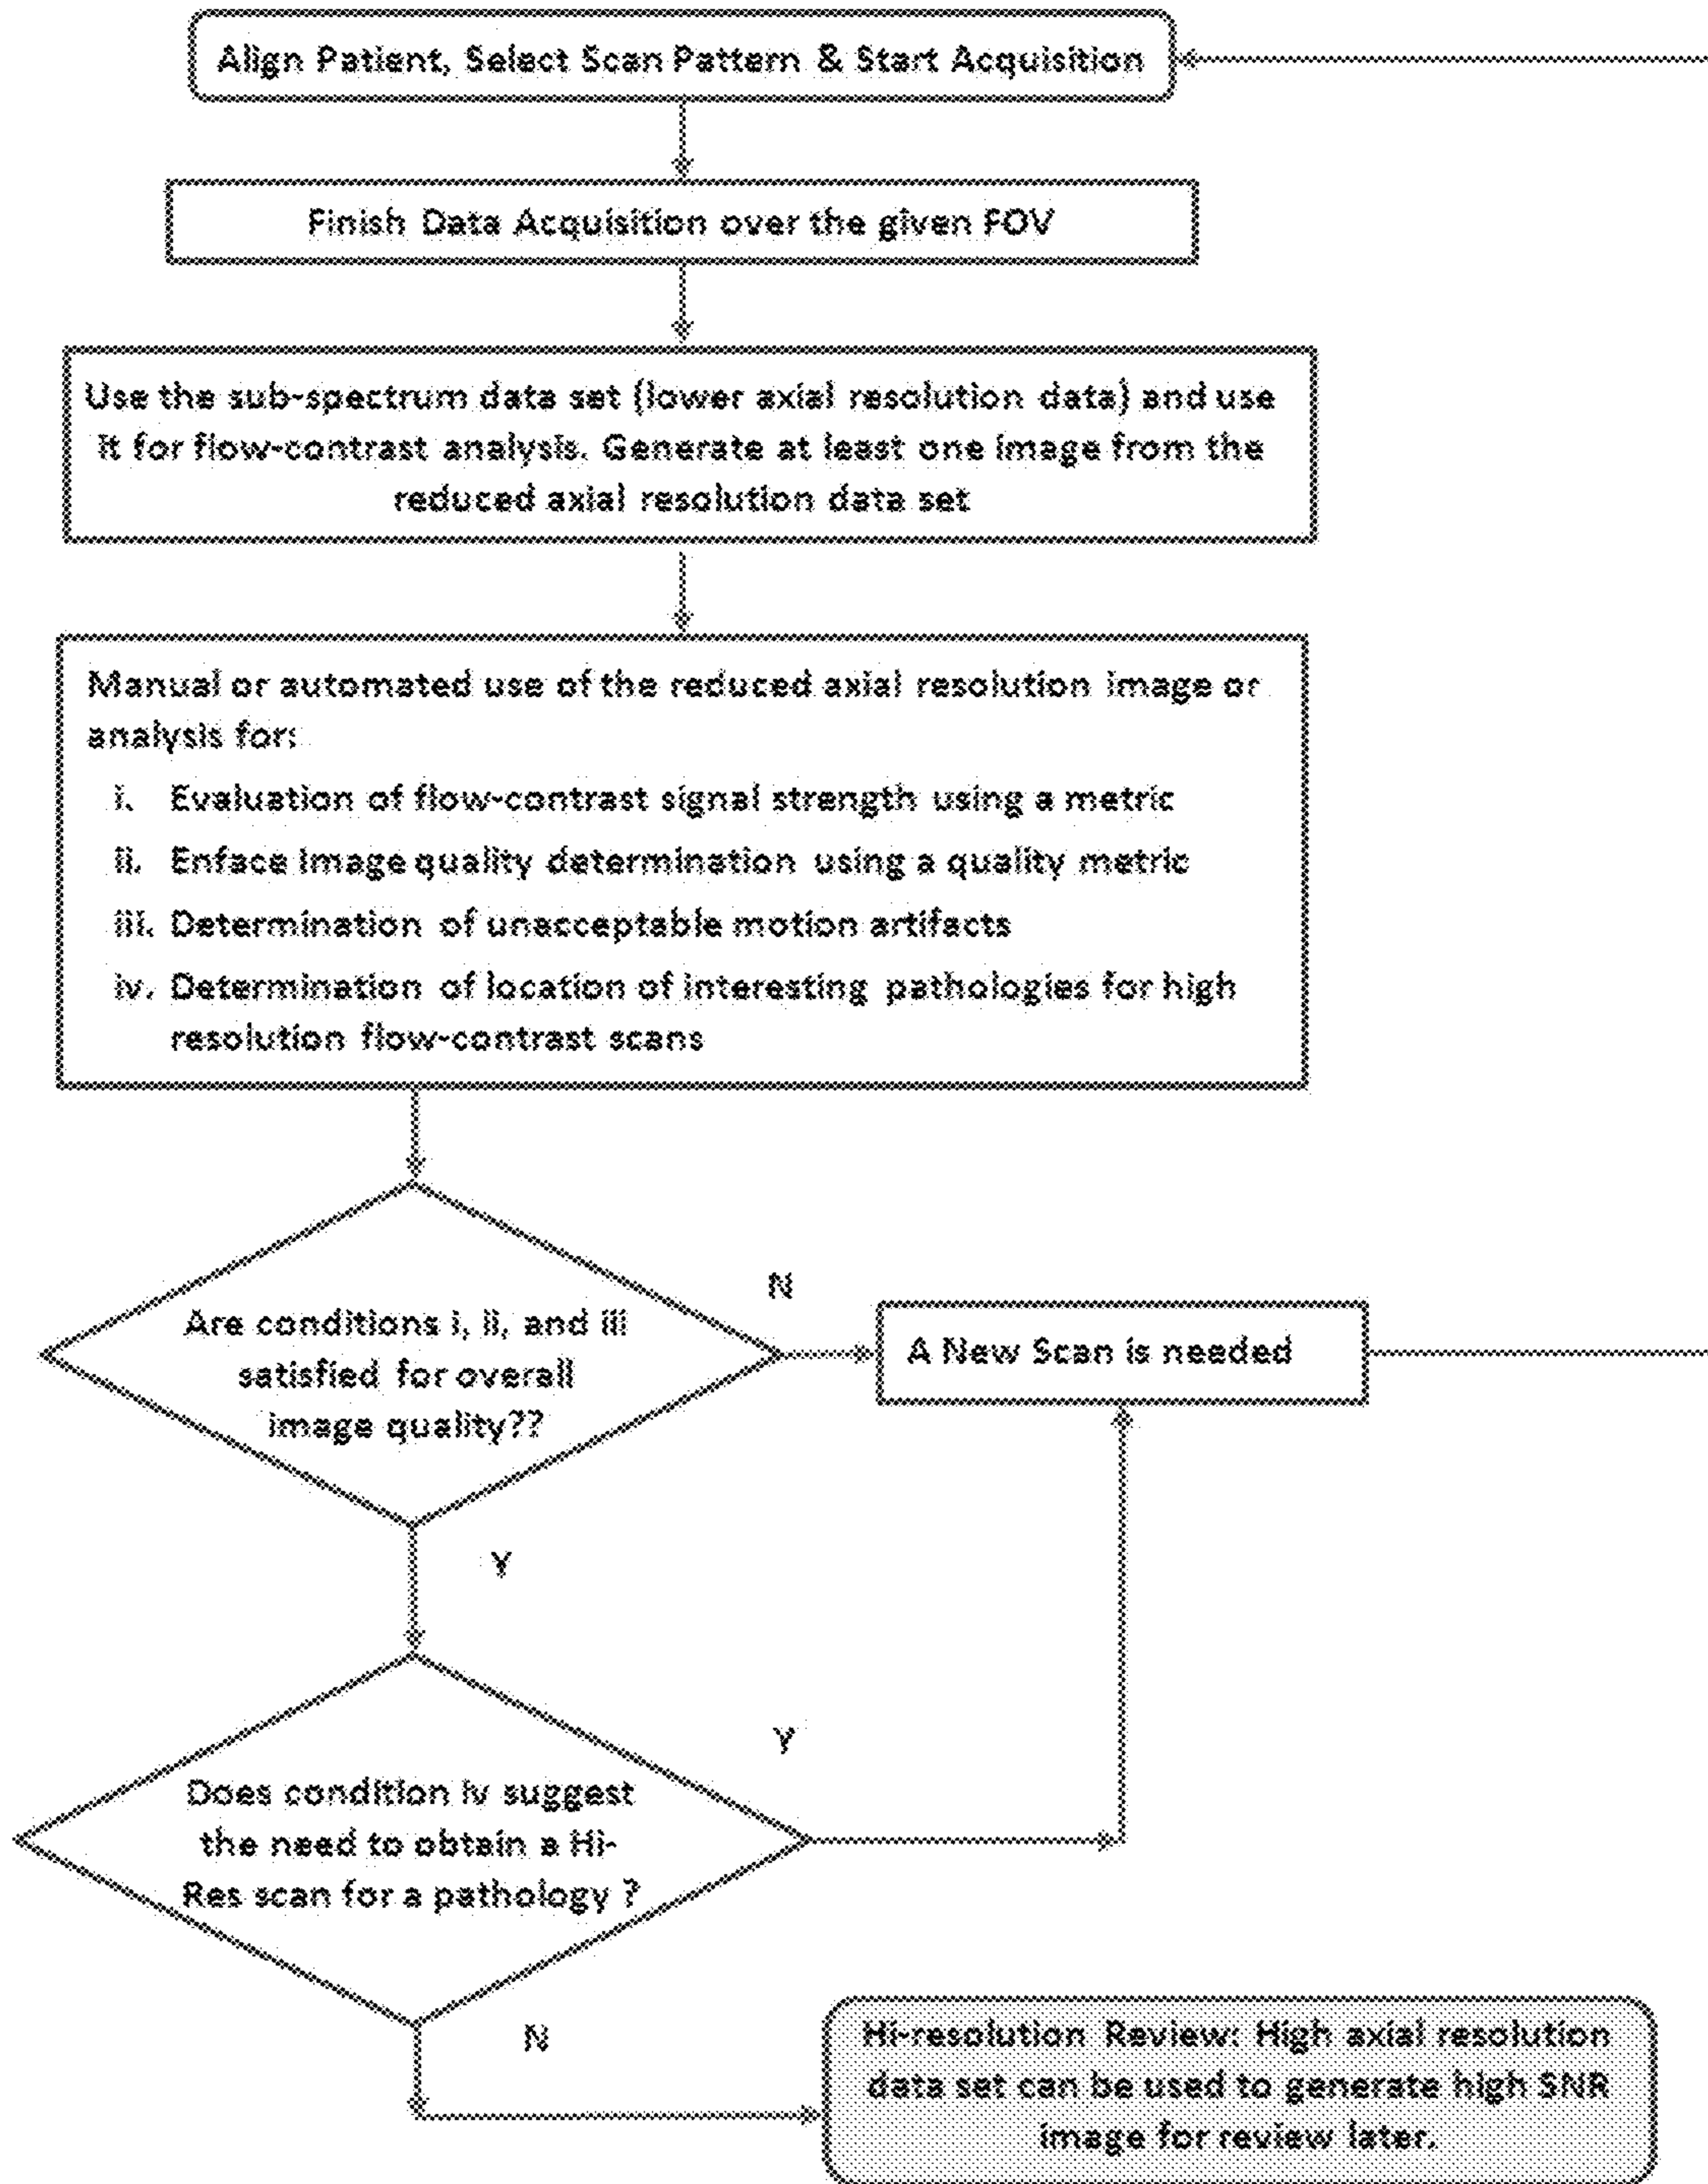 Align Patient, Select Scan Pattern & Start Acquisition
Finish Data Acquisition over the given FOV
Use the sub-spectrum data set (lower axial resolution data) and use
it for flow-contrast analysis. Generate at least one image from the
reduced axial resolution data set
Manual or automated use of the reduced axial resolution image or
analysis for:
i. Evaluation of flow-contrast signal strength using a metric
ii. Enface image quality determination using a quality metric
iii. Determination of unacceptable motion artifacts
iv. Determination of location of interesting pathologies for high
resolution flow-contrast scans
N
Are conditions i, ii, and iii
satisfied for overall
image quality??
A New Scan is needed
Y
Y
Does condition iv suggest
the need to obtain a Hi-
Res scan for a pathology ?
N
Hi-resolution Review: High axial resolution
data set can be used to generate high SNR
image for review later.